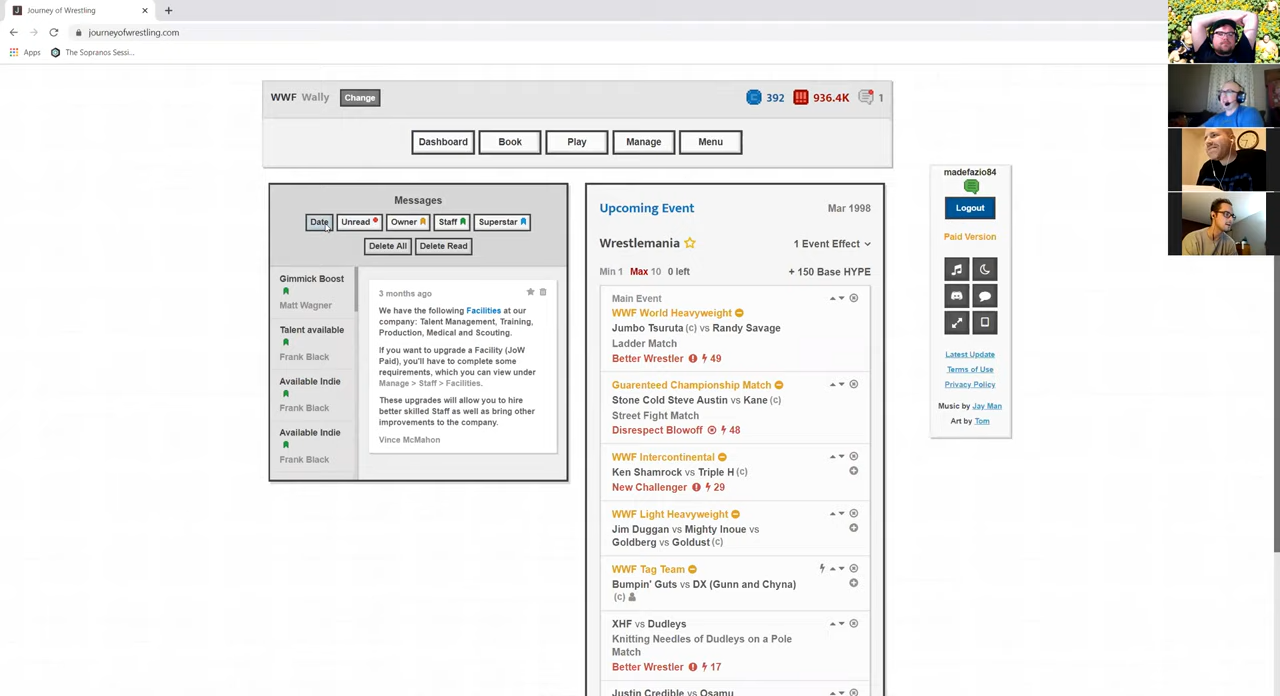 Journey of Wrestling
journeyofwrestling.com
Apps
The Sopranos Sessi...
WWF Wally Change
392 936.4K 1
Dashboard Book Play Manage Menu
Messages
Date Unread Owner Staff Superstar
Delete All Delete Read
Gimmick Boost
Matt Wagner
Talent available
Frank Black
Available Indie
Frank Black
Available Indie
Frank Black
3 months ago
We have the following Facilities at our
company: Talent Management, Training,
Production, Medical and Scouting.
If you want to upgrade a Facility (JoW
Paid), you'll have to complete some
requirements, which you can view under
Manage > Staff > Facilities.
These upgrades will allow you to hire
better skilled Staff as well as bring other
improvements to the company.
Vince McMahon
Upcoming Event Mar 1998
Wrestlemania 1 Event Effect
Min 1 Max 10 0 left + 150 Base HYPE
Main Event
WWF World Heavyweight
Jumbo Tsuruta (c) vs Randy Savage
Ladder Match
Better Wrestler 49
Guarenteed Championship Match
Stone Cold Steve Austin vs Kane (c)
Street Fight Match
Disrespect Blowoff 48
WWF Intercontinental
Ken Shamrock vs Triple H (c)
New Challenger 29
WWF Light Heavyweight
Jim Duggan vs Mighty Inoue vs
Goldberg vs Goldust (c)
WWF Tag Team
Bumpin' Guts vs DX (Gunn and Chyna)
(c)
XHF vs Dudleys
Knitting Needles of Dudleys on a Pole
Match
Better Wrestler 17
Justin Credible vs Osamu
madefazio84
Logout
Paid Version
Latest Update
Terms of Use
Privacy Policy
Music by Jay Man
Art by Tom